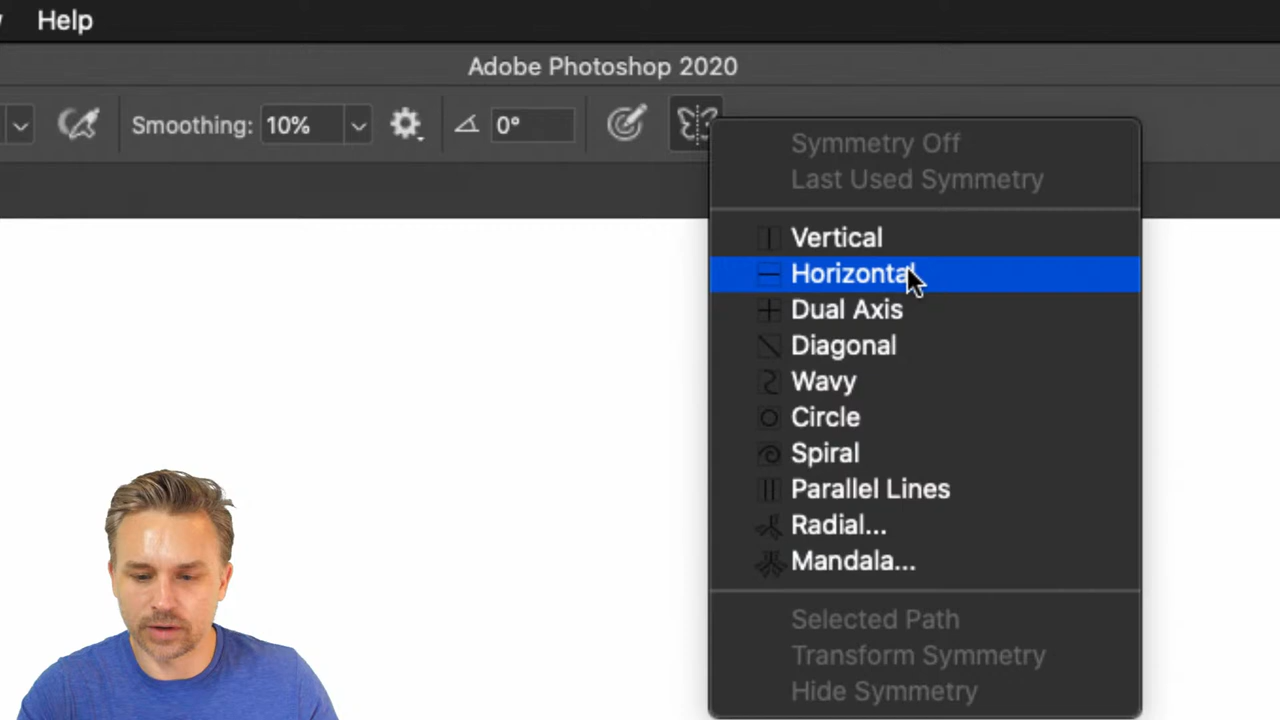 Help
Adobe Photoshop 2020
Smoothing: 10% 0°
Symmetry Off
Last Used Symmetry
Vertical
Horizontal
Dual Axis
Diagonal
Wavy
Circle
Spiral
Parallel Lines
Radial...
Mandala...
Selected Path
Transform Symmetry
Hide Symmetry